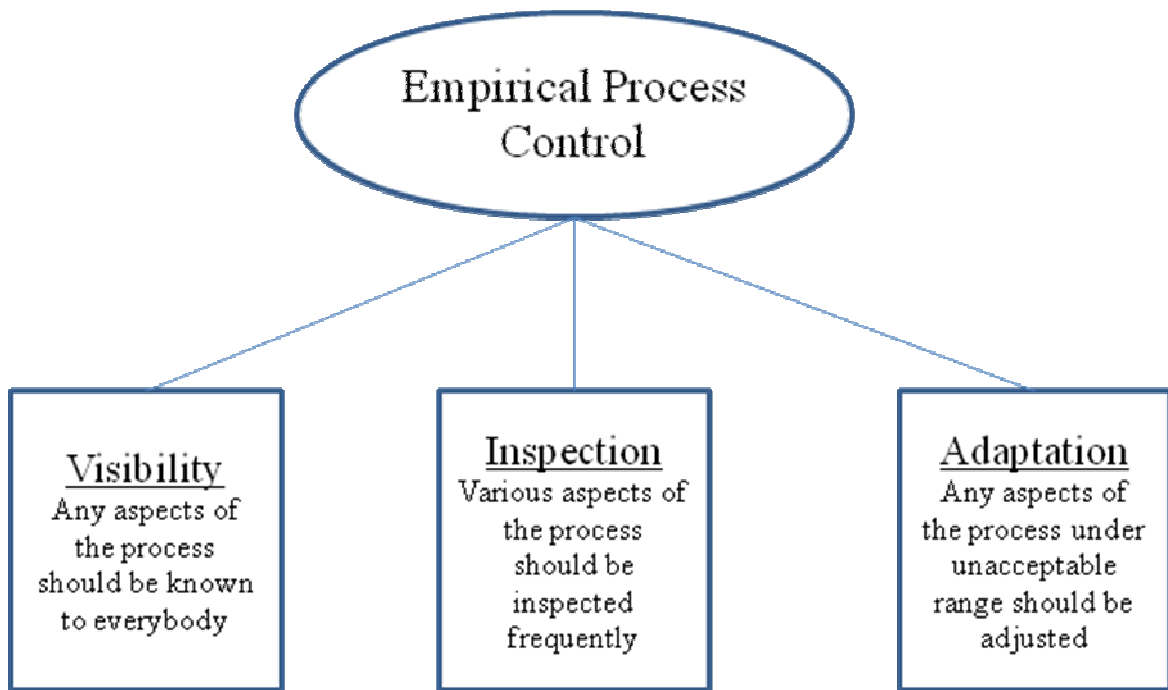 Empirical Process
Control
Visibility
Any aspects of
the process
should be known
to everybody
Inspection
Various aspects of
the process
should be
inspected
frequently
Adaptation
Any aspects of
the process under
unacceptable
range should be
adjusted